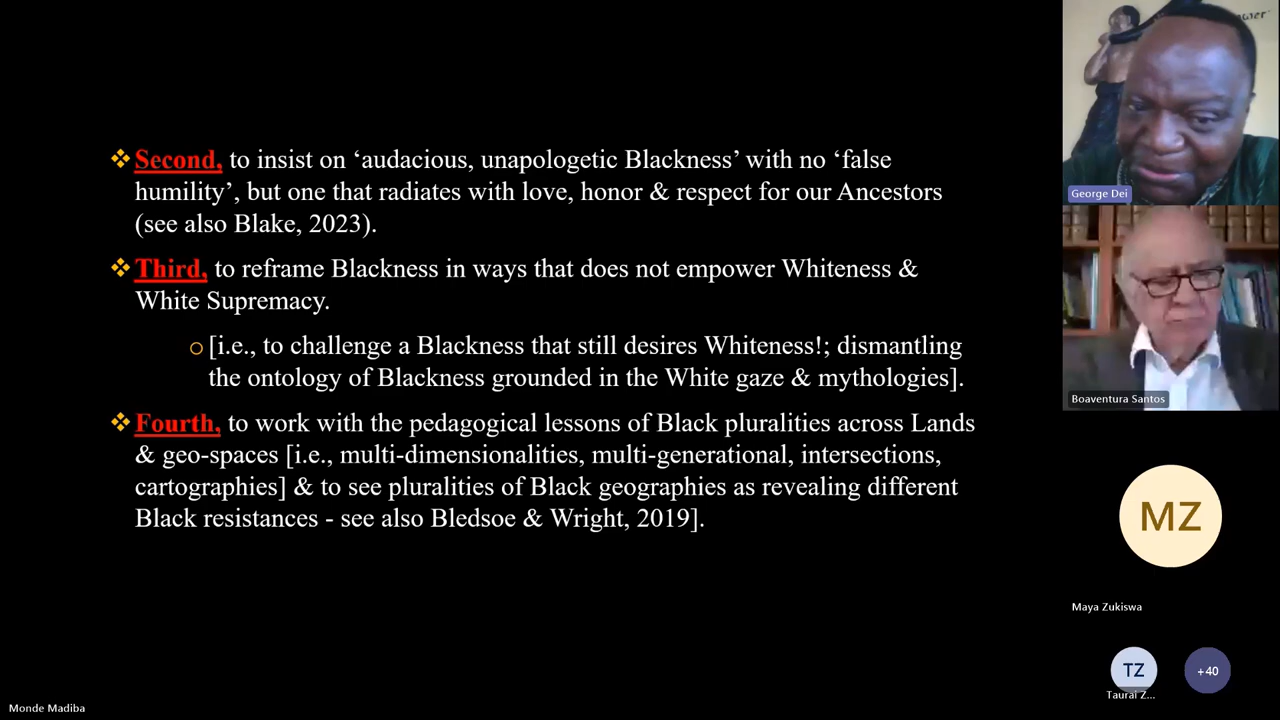 ❖Second, to insist on ‘audacious, unapologetic Blackness’ with no ‘false
humility’, but one that radiates with love, honor & respect for our Ancestors
(see also Blake, 2023).
❖Third, to reframe Blackness in ways that does not empower Whiteness &
White Supremacy.
o[i.e., to challenge a Blackness that still desires Whiteness!; dismantling
the ontology of Blackness grounded in the White gaze & mythologies].
❖Fourth, to work with the pedagogical lessons of Black pluralities across Lands
& geo-spaces [i.e., multi-dimensionalities, multi-generational, intersections,
cartographies] & to see pluralities of Black geographies as revealing different
Black resistances - see also Bledsoe & Wright, 2019].
Monde Madiba
George Dei
Boaventura Santos
MZ
Maya Zukiswa
TZ
+40
Taurai Z...